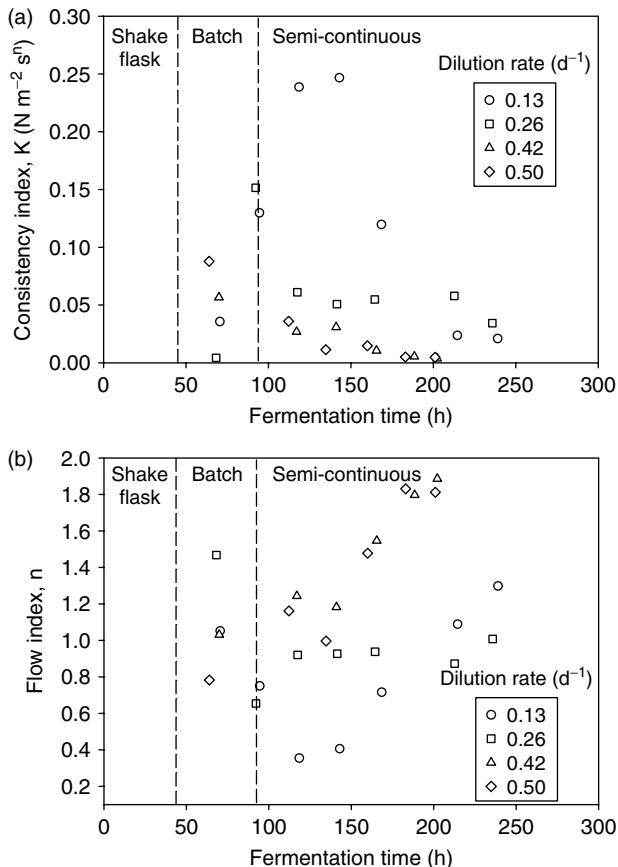 (a)
Shake flask
Batch
Semi-continuous
Dilution rate (d⁻¹)
0.13
0.26
0.42
0.50
Consistency index, K (N m⁻² sⁿ)
0.30
0.25
0.20
0.15
0.10
0.05
0.00
0 50 100 150 200 250 300
Fermentation time (h)
(b)
Shake flask
Batch
Semi-continuous
Dilution rate (d⁻¹)
0.13
0.26
0.42
0.50
Flow index, n
2.0
1.8
1.6
1.4
1.2
1.0
0.8
0.6
0.4
0.2
0 50 100 150 200 250 300
Fermentation time (h)